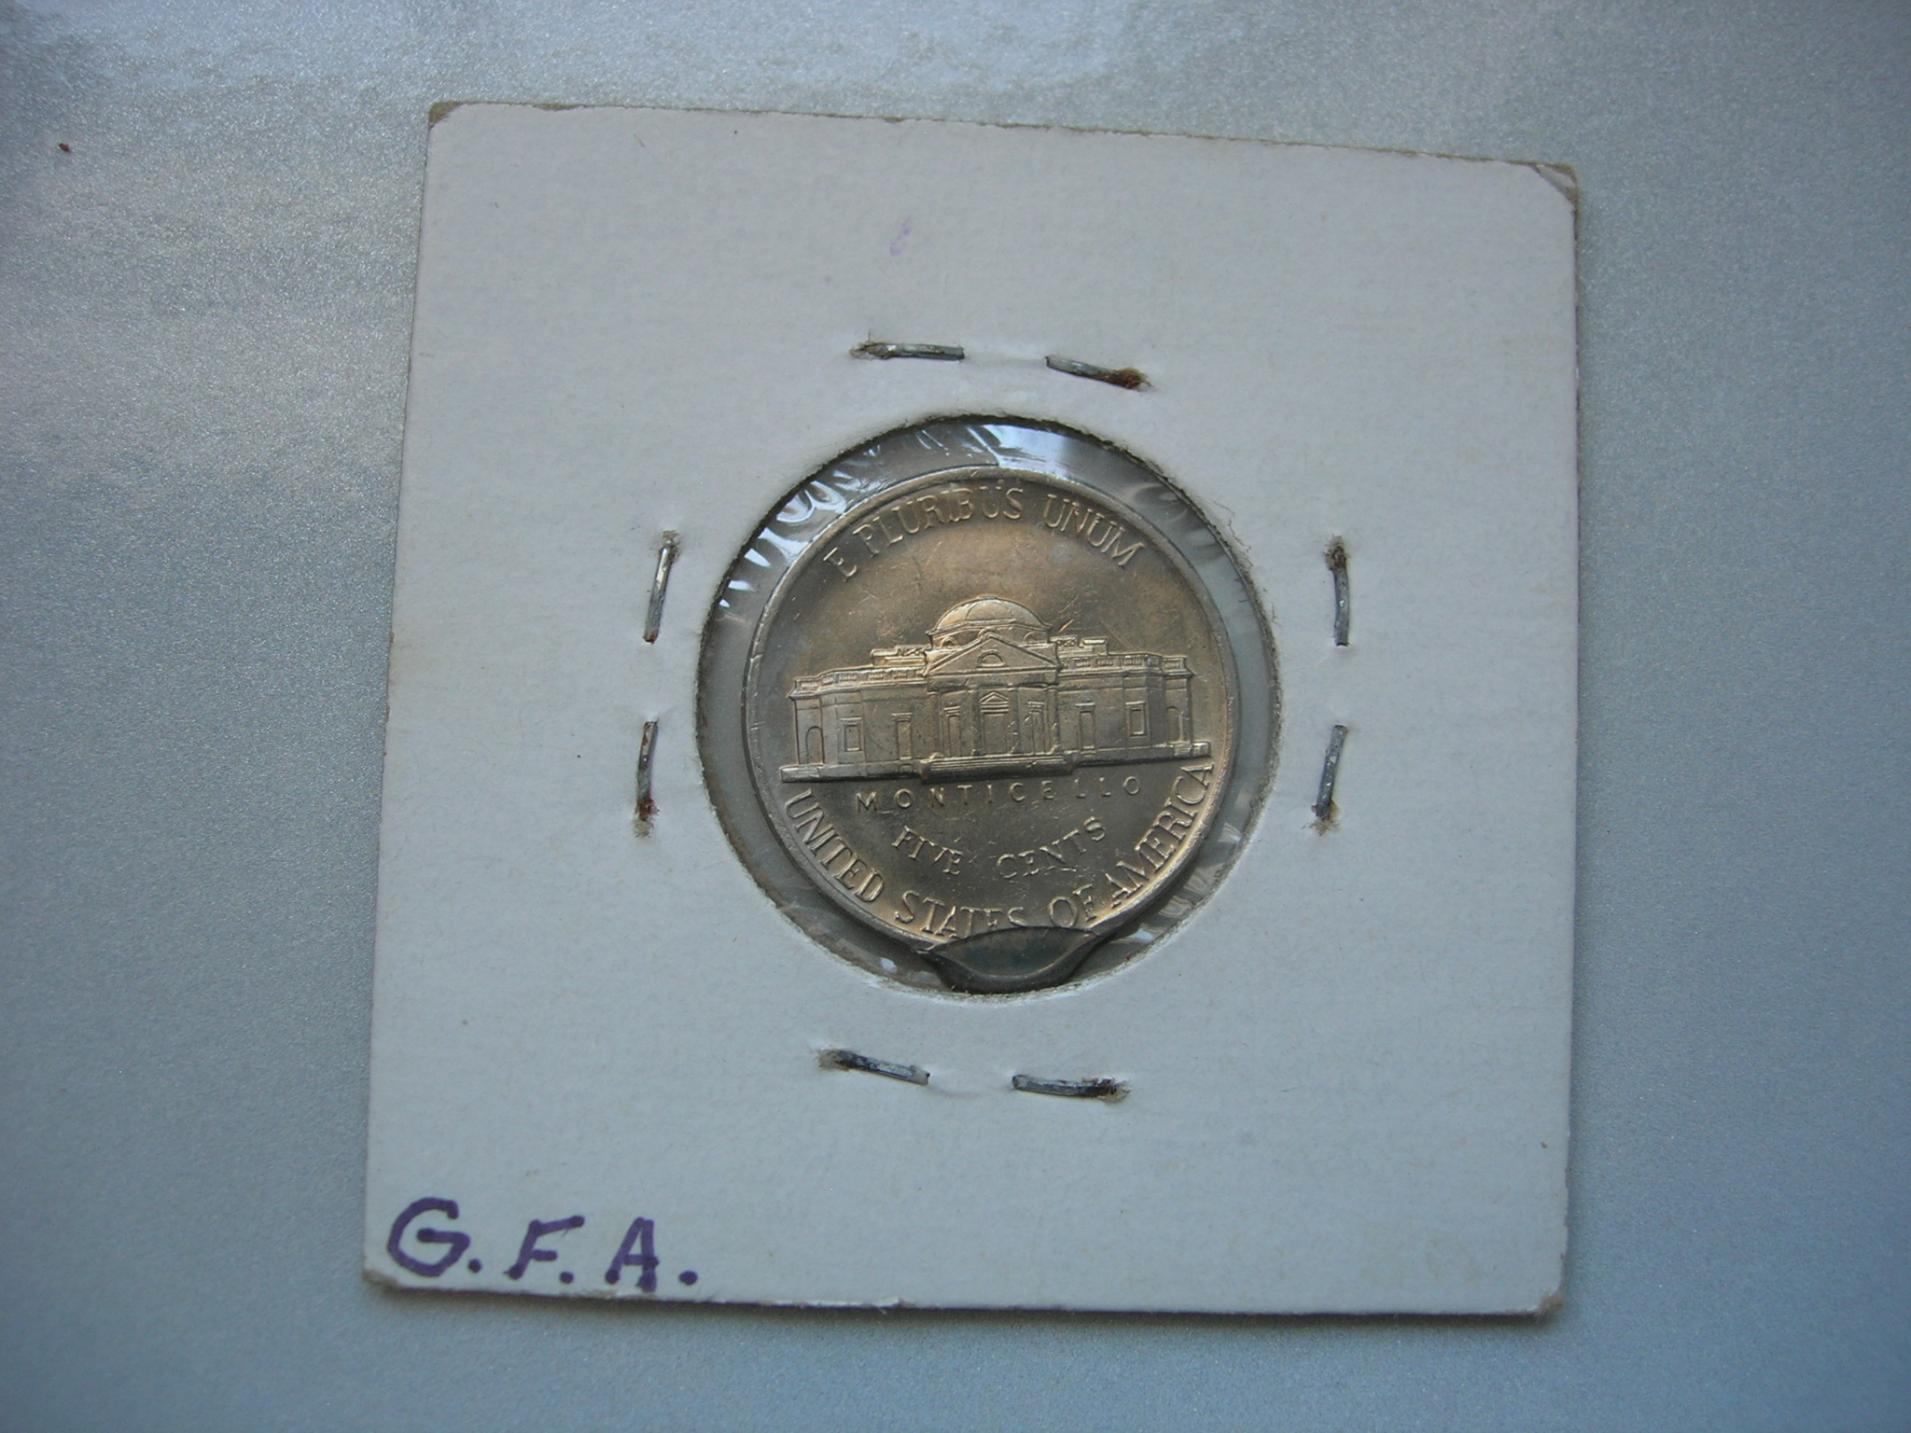 E PLURIBUS UNUM
MONTICELLO
FIVE CENTS
UNITED STATES OF AMERICA
G.F.A.